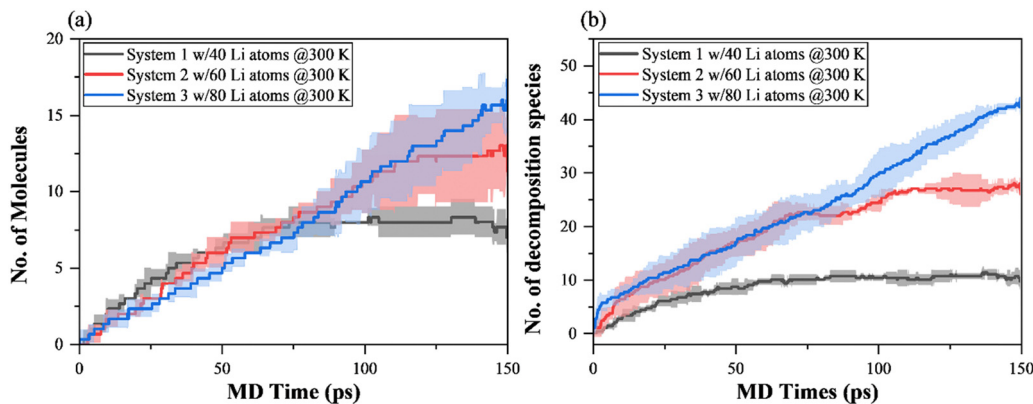 (a)
20
15
10
5
0
No. of Molecules
System 1 w/40 Li atoms @300 K
System 2 w/60 Li atoms @300 K
System 3 w/80 Li atoms @300 K
0 50 100 150
MD Time (ps)
(b)
50
40
30
20
10
0
No. of decomposition species
System 1 w/40 Li atoms @300 K
System 2 w/60 Li atoms @300 K
System 3 w/80 Li atoms @300 K
0 50 100 150
MD Times (ps)